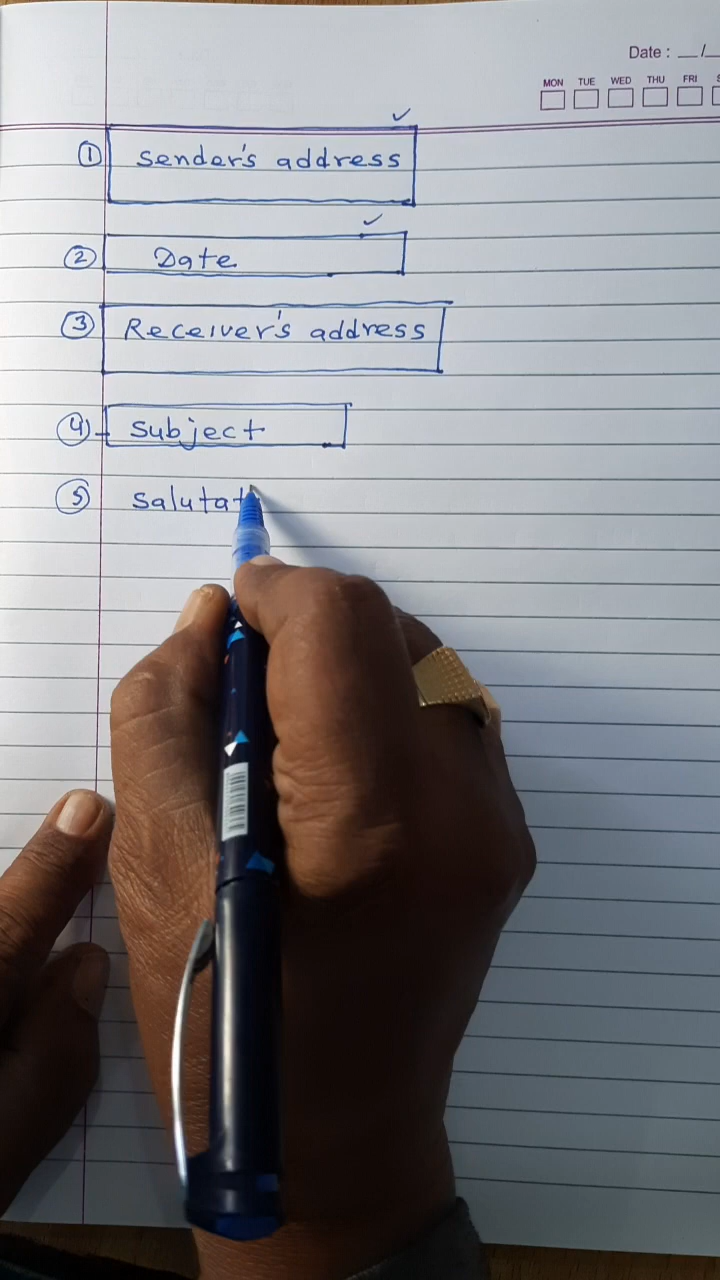 Date : __/__
MON TUE WED THU FRI S
① Sender's address ✓
② Date ✓
③ Receiver's address
④ Subject
⑤ Salutat